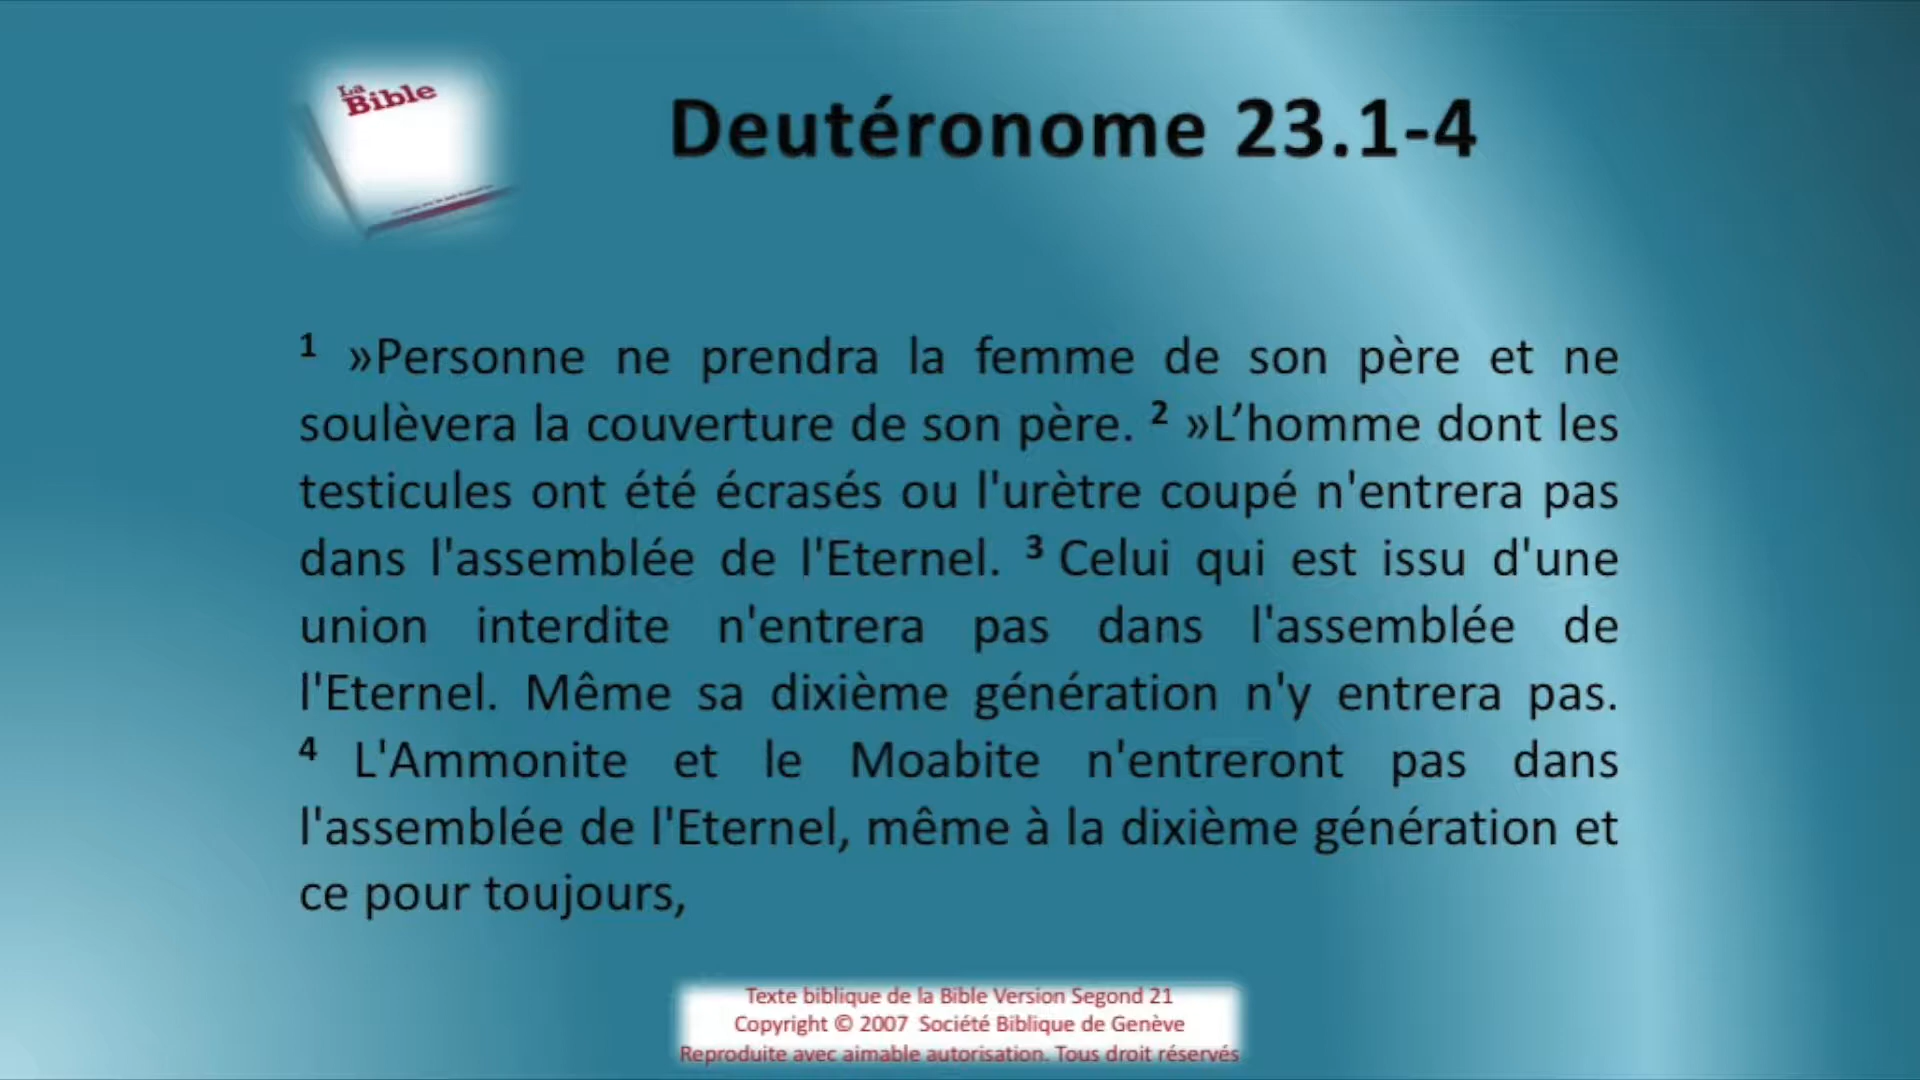 La
Bible
Deutéronome 23.1-4
1 »Personne ne prendra la femme de son père et ne
soulèvera la couverture de son père. 2 »L’homme dont les
testicules ont été écrasés ou l'urètre coupé n'entrera pas
dans l'assemblée de l'Eternel. 3 Celui qui est issu d'une
union interdite n'entrera pas dans l'assemblée de
l'Eternel. Même sa dixième génération n'y entrera pas.
4 L'Ammonite et le Moabite n'entreront pas dans
l'assemblée de l'Eternel, même à la dixième génération et
ce pour toujours,
Texte biblique de la Bible Version Segond 21
Copyright © 2007 Société Biblique de Genève
Reproduite avec aimable autorisation. Tous droit réservés